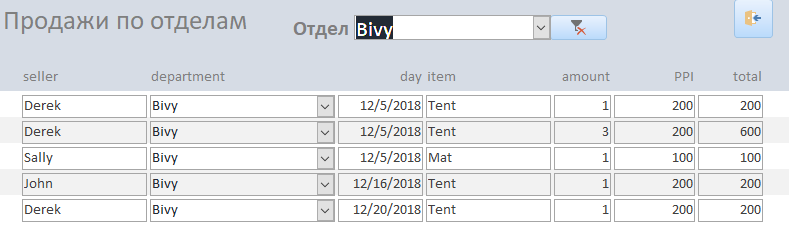 Продажи по отделам Отдел Bivy
seller department day item amount PPI total
Derek Bivy 12/5/2018 Tent 1 200 200
Derek Bivy 12/5/2018 Tent 3 200 600
Sally Bivy 12/5/2018 Mat 1 100 100
John Bivy 12/16/2018 Tent 1 200 200
Derek Bivy 12/20/2018 Tent 1 200 200